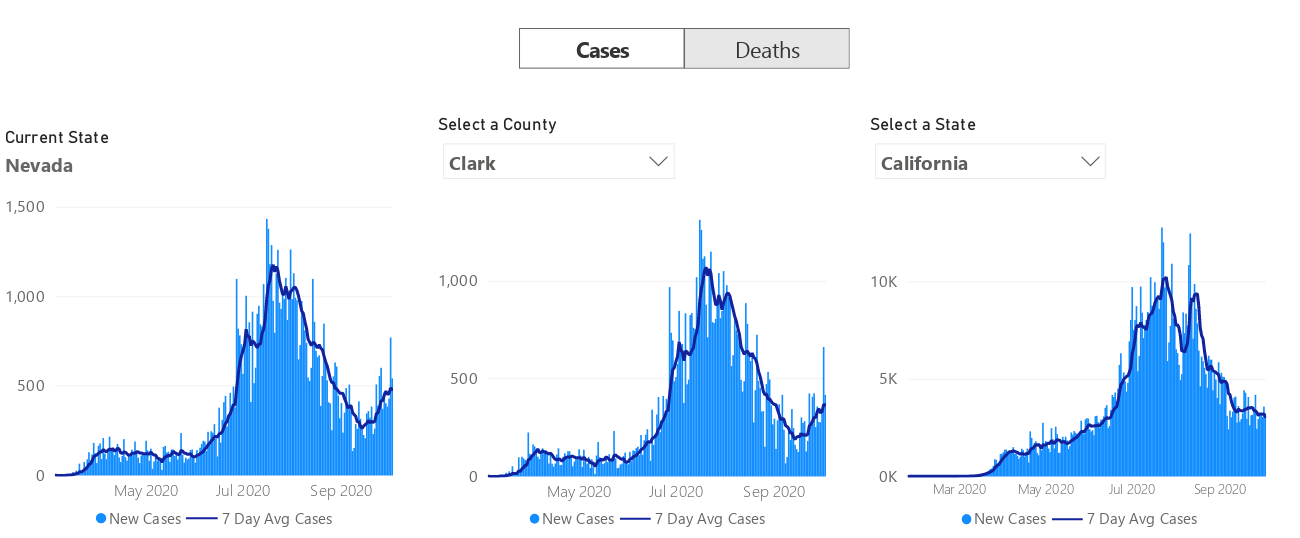 Cases
Deaths
Current State
Nevada
1,500
1,000
500
0
May 2020
Jul 2020
Sep 2020
New Cases
7 Day Avg Cases
Select a County
Clark
1,000
500
0
May 2020
Jul 2020
Sep 2020
New Cases
7 Day Avg Cases
Select a State
California
10K
5K
0K
Mar 2020
May 2020
Jul 2020
Sep 2020
New Cases
7 Day Avg Cases